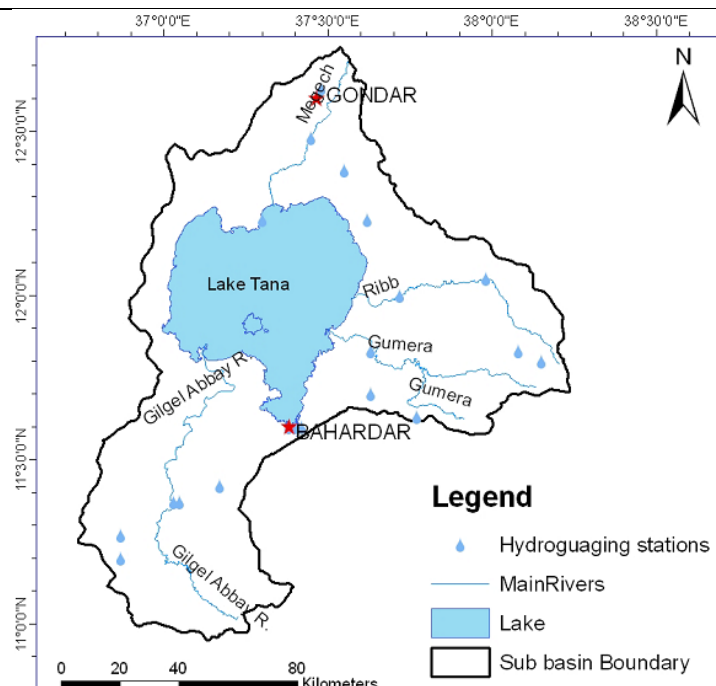 37°0'0"E 37°30'0"E 38°0'0"E 38°30'0"E
N
Megech
GONDAR
12°30'0"N
Lake Tana
12°0'0"N
Ribb
Gumera
Gilgel Abbay R.
Gumera
BAHARDAR
11°30'0"N
Legend
Hydroguaging stations
Gilgel Abbay R.
MainRivers
11°0'0"N
Lake
Sub basin Boundary
0 20 40 80
Kilometers